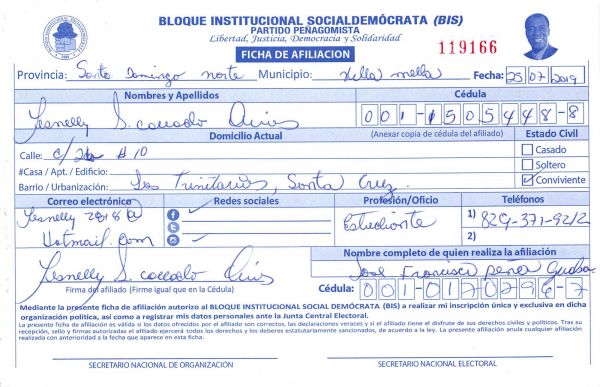 BLOQUE INSTITUCIONAL SOCIALDEMÓCRATA (BIS)
PARTIDO PEÑAGOMISTA
Libertad, Justicia, Democracia y Solidaridad
FICHA DE AFILIACION
119166
Provincia: Santo Domingo norte Municipio: Villa mella Fecha: 25 07 2019
Nombres y Apellidos Cédula
Yesnelly S. 001-1505448-8
Domicilio Actual (Anexar copia de cédula del afiliado) Estado Civil
Calle: # 10 Casado
#Casa / Apt. / Edificio: Soltero
Barrio / Urbanización: Los Trinitarios, Santa Cruz. Conviviente
Correo electrónico Redes sociales Profesión/Oficio Teléfonos
Yesnelly 2818 @ Estudiante 1) 829-371-9212
Hotmail.com 2)
Nombre completo de quien realiza la afiliación
Yesnelly S. José Francisco Peña
Firma del afiliado (Firme igual que en la Cédula) Cédula: 001-0170296-7
Mediante la presente ficha de afiliación autorizo al BLOQUE INSTITUCIONAL SOCIAL DEMÓCRATA (BIS) a realizar mi inscripción única y exclusiva en dicha
organización política, así como a registrar mis datos personales ante la Junta Central Electoral.
La presente ficha de afiliación es válida si los datos ofrecidos por el afiliado son correctos, las declaraciones veraces y si el afiliado tiene el disfrute de sus derechos civiles y políticos. Tras su
recepción, sello y firmas autorizadas el afiliado ejercerá todos los derechos y los deberes estatutariamente sancionados, de acuerdo a la ley. La presente afiliación anula cualquier afiliación
realizada con anterioridad a la fecha que aparece en esta ficha.
SECRETARIO NACIONAL DE ORGANIZACIÓN SECRETARIO NACIONAL ELECTORAL